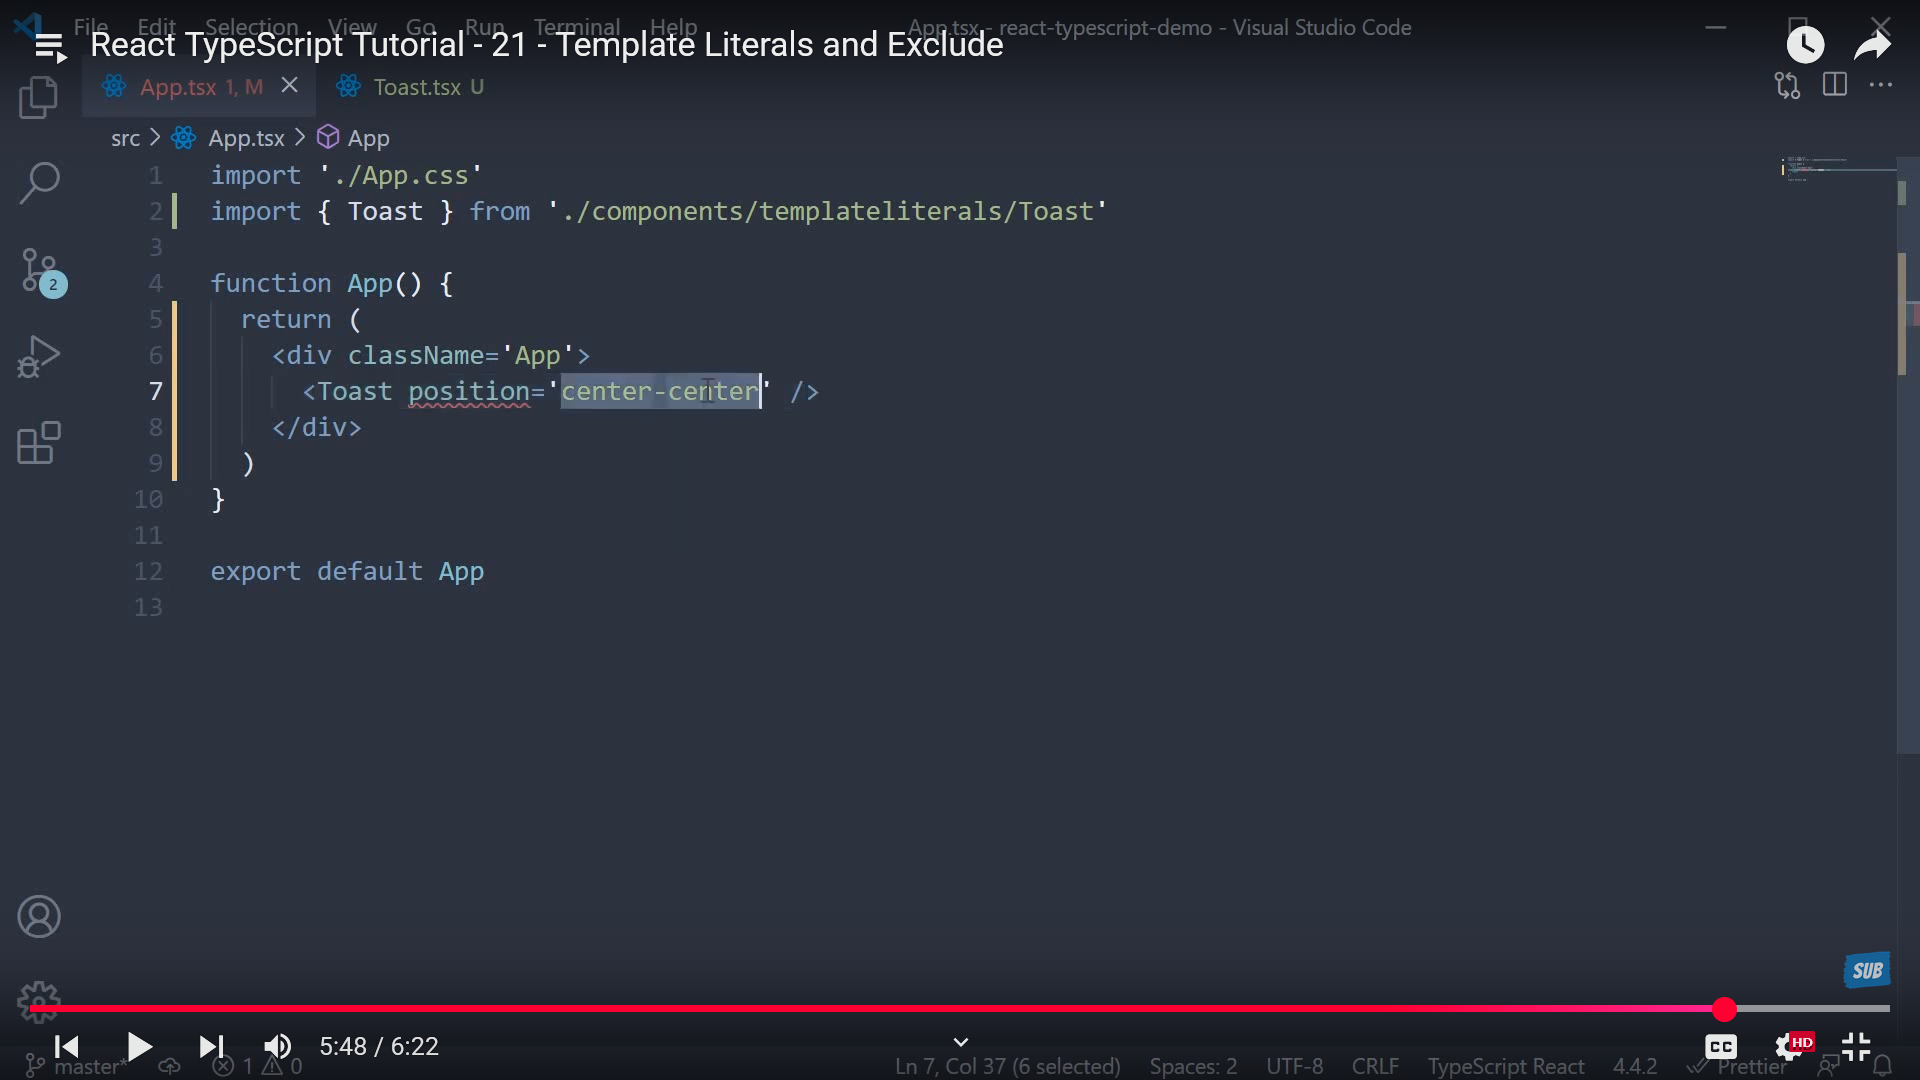 File Edit Selection View Go Run Terminal Help App.tsx - react-typescript-demo - Visual Studio Code
React TypeScript Tutorial - 21 - Template Literals and Exclude
App.tsx 1, M Toast.tsx U
src > App.tsx > App
1 import './App.css'
2 import { Toast } from './components/templateliterals/Toast'
3
4 function App() {
5 return (
6 <div className='App'>
7 <Toast position='center-center' />
8 </div>
9 )
10 }
11
12 export default App
13
2
SUB
5:48 / 6:22
CC
HD
master* 1 0 Ln 7, Col 37 (6 selected) Spaces: 2 UTF-8 CRLF TypeScript React 4.4.2 Prettier